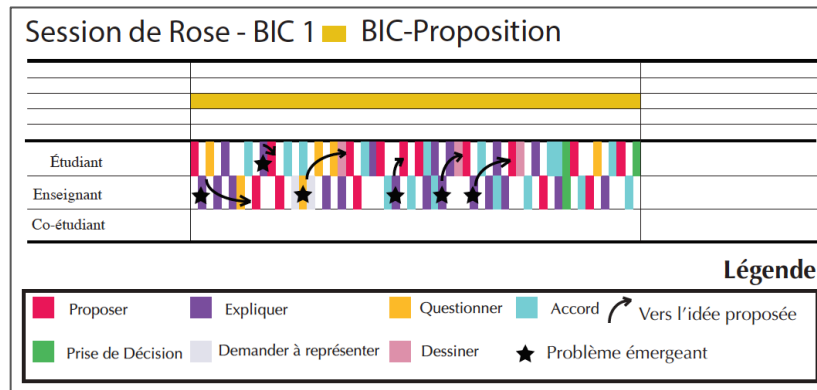 Session de Rose - BIC 1 BIC-Proposition
Étudiant
Enseignant
Co-étudiant
Légende
Proposer Expliquer Questionner Accord Vers l'idée proposée
Prise de Décision Demander à représenter Dessiner Problème émergeant